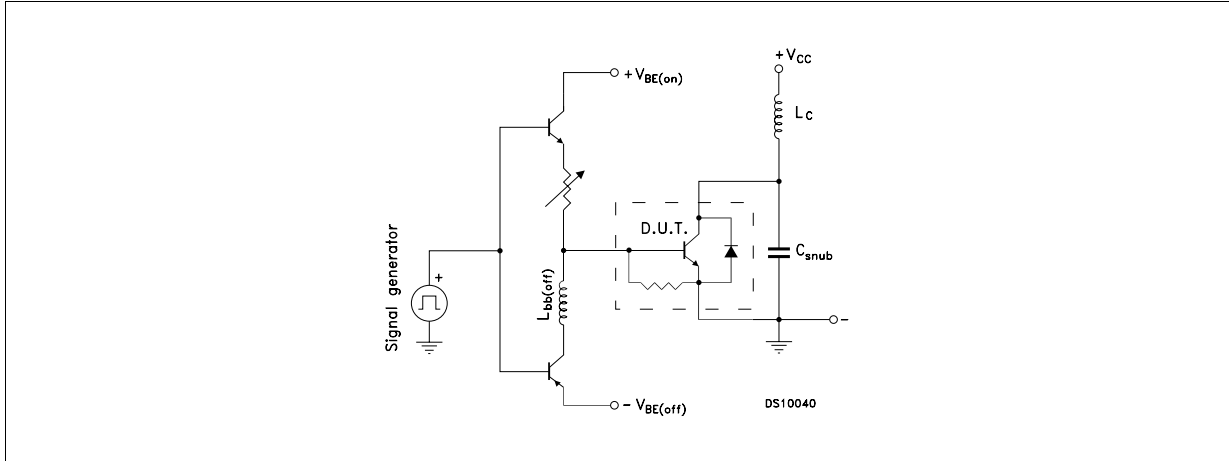 +VCC
+VBE(on)
LC
D.U.T.
Signal generator
+
Lbb(off)
Csnub
-
-VBE(off)
DS10040